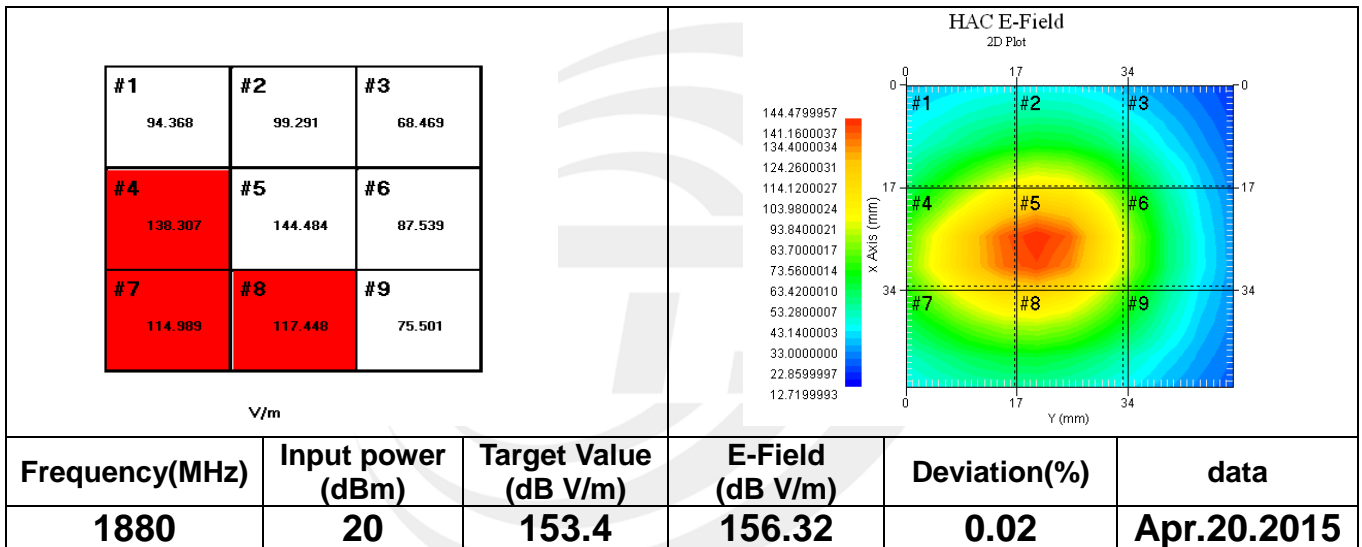 #1 #2 #3
94.368 99.291 68.469
#4 #5 #6
138.307 144.484 87.539
#7 #8 #9
114.989 117.448 75.501
V/m
HAC E-Field
2D Plot
0 17 34
0 0
#1 #2 #3
144.4799957
141.1600037
134.4000034
124.2600031
114.1200027
103.9800024
93.8400021
83.7000017
73.5600014
63.4200010
53.2800007
43.1400003
33.0000000
22.8599997
12.7199993
x Axis (mm)
17 17
#4 #5 #6
34 34
#7 #8 #9
0 17 34
Y (mm)
Frequency(MHz) Input power (dBm) Target Value (dB V/m) E-Field (dB V/m) Deviation(%) data
1880 20 153.4 156.32 0.02 Apr.20.2015